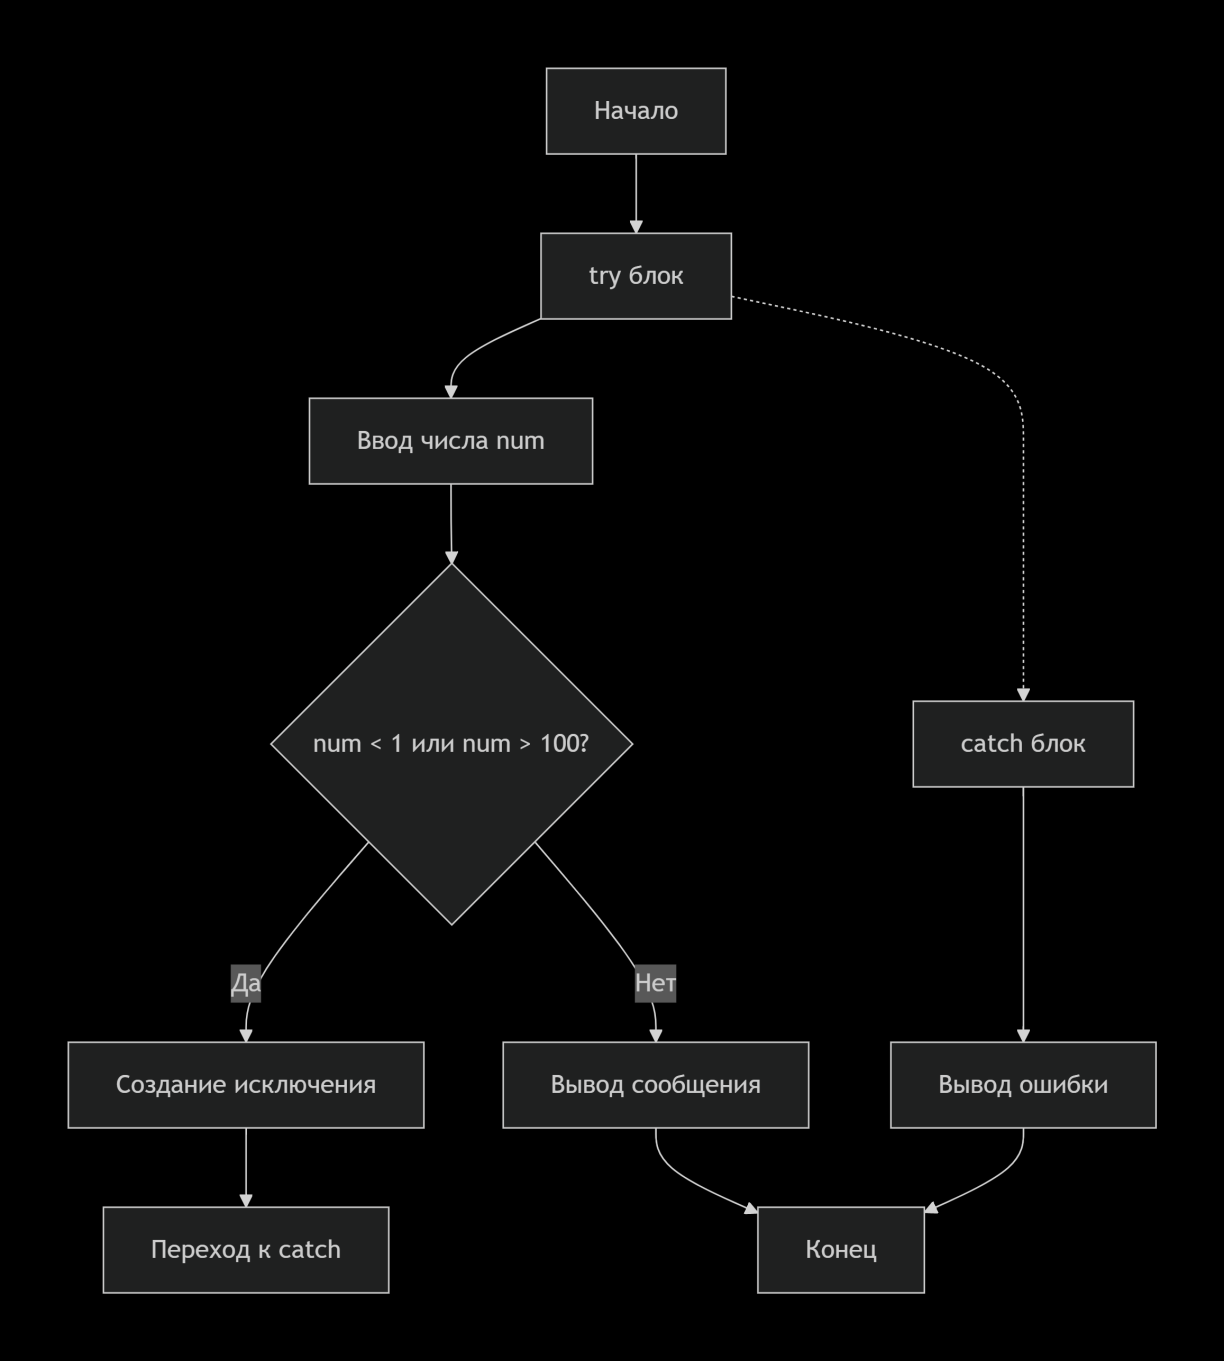 Начало
try блок
Ввод числа num
num < 1 или num > 100?
catch блок
Да
Нет
Создание исключения
Вывод сообщения
Вывод ошибки
Переход к catch
Конец